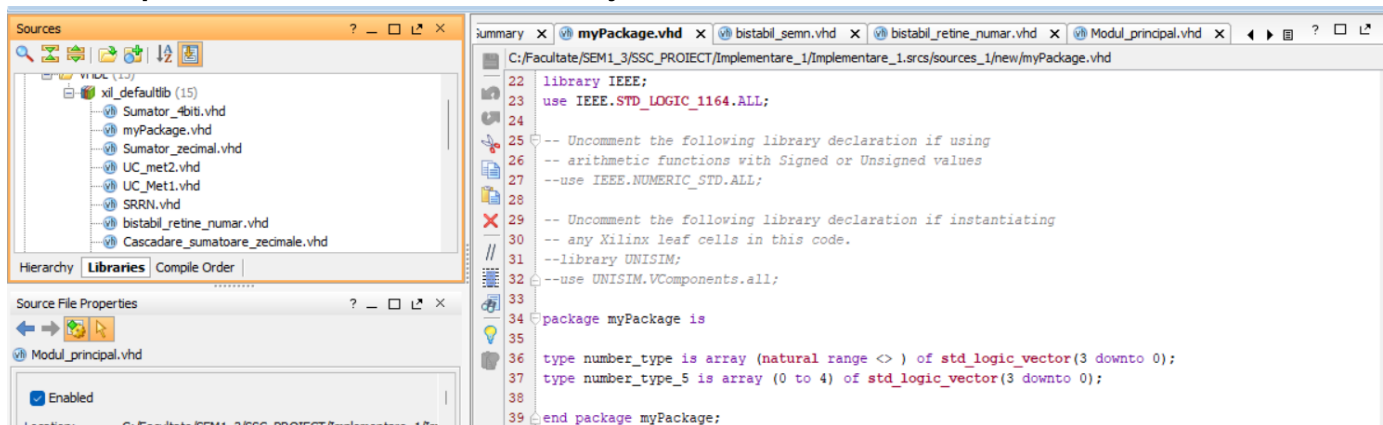 Sources
? _ □ ×
VHDL (15)
xil_defaultlib (15)
Sumator_4biti.vhd
myPackage.vhd
Sumator_zecimal.vhd
UC_met2.vhd
UC_Met1.vhd
SRRN.vhd
bistabil_retine_numar.vhd
Cascadare_sumatoare_zecimale.vhd
Hierarchy Libraries Compile Order
Source File Properties
? _ □ ×
Modul_principal.vhd
Enabled
summary × myPackage.vhd × bistabil_semn.vhd × bistabil_retine_numar.vhd × Modul_principal.vhd ×
C:/Facultate/SEM1_3/SSC_PROIECT/Implementare_1/Implementare_1.srcs/sources_1/new/myPackage.vhd
22 library IEEE;
23 use IEEE.STD_LOGIC_1164.ALL;
24
25 -- Uncomment the following library declaration if using
26 -- arithmetic functions with Signed or Unsigned values
27 --use IEEE.NUMERIC_STD.ALL;
28
29 -- Uncomment the following library declaration if instantiating
30 -- any Xilinx leaf cells in this code.
31 --library UNISIM;
32 --use UNISIM.VComponents.all;
33
34 package myPackage is
35
36 type number_type is array (natural range <> ) of std_logic_vector(3 downto 0);
37 type number_type_5 is array (0 to 4) of std_logic_vector(3 downto 0);
38
39 end package myPackage;